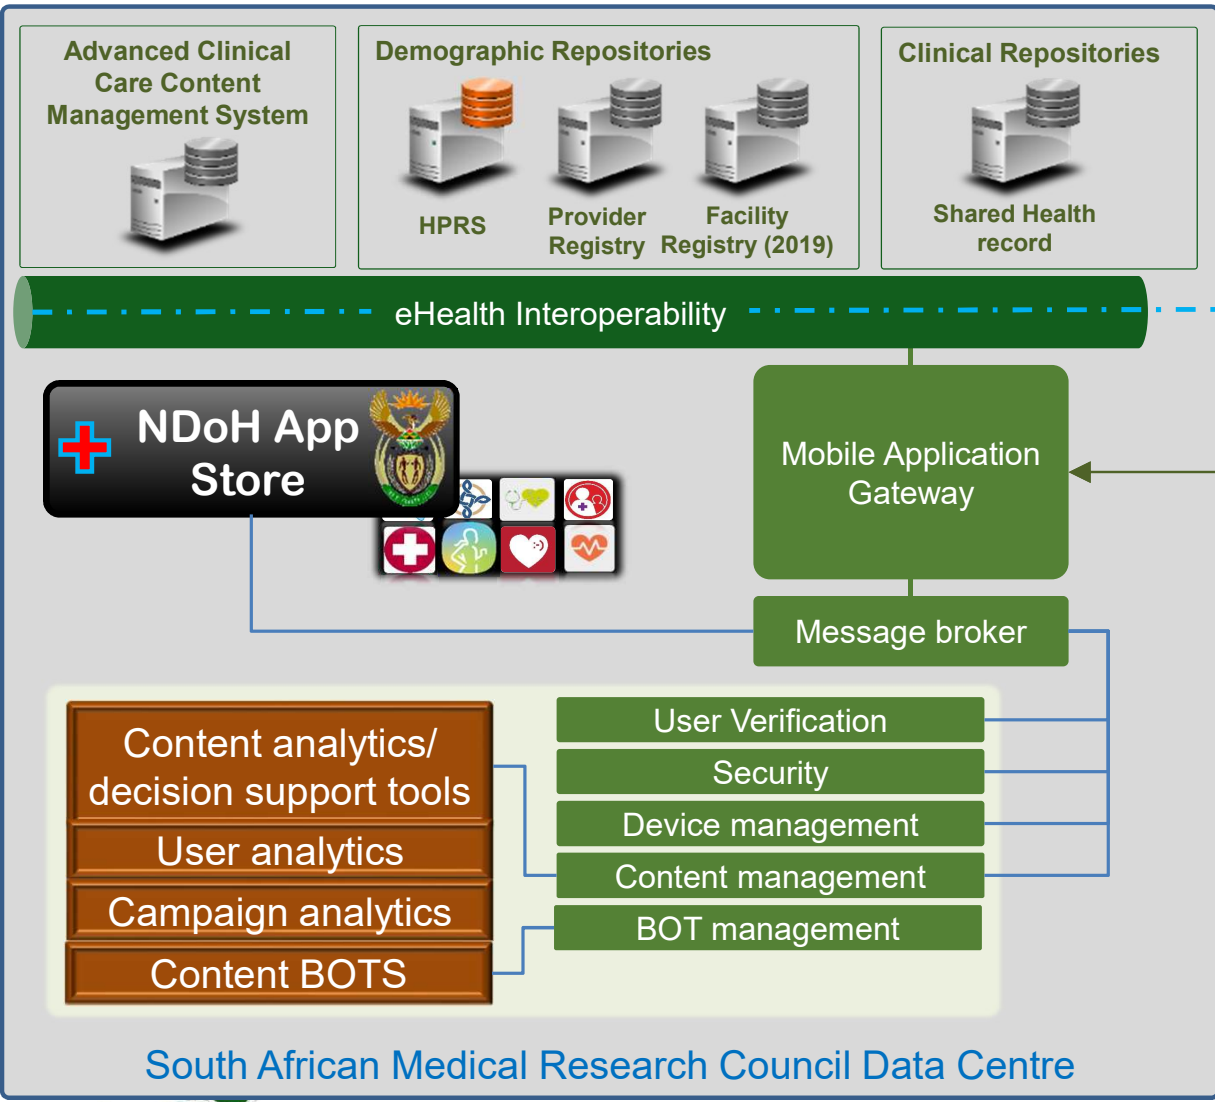 Advanced Clinical
Care Content
Management System
Demographic Repositories
HPRS
Provider
Registry
Facility
Registry (2019)
Clinical Repositories
Shared Health
record
eHealth Interoperability
NDoH App
Store
Mobile Application
Gateway
Message broker
Content analytics/
decision support tools
User analytics
Campaign analytics
Content BOTS
User Verification
Security
Device management
Content management
BOT management
South African Medical Research Council Data Centre